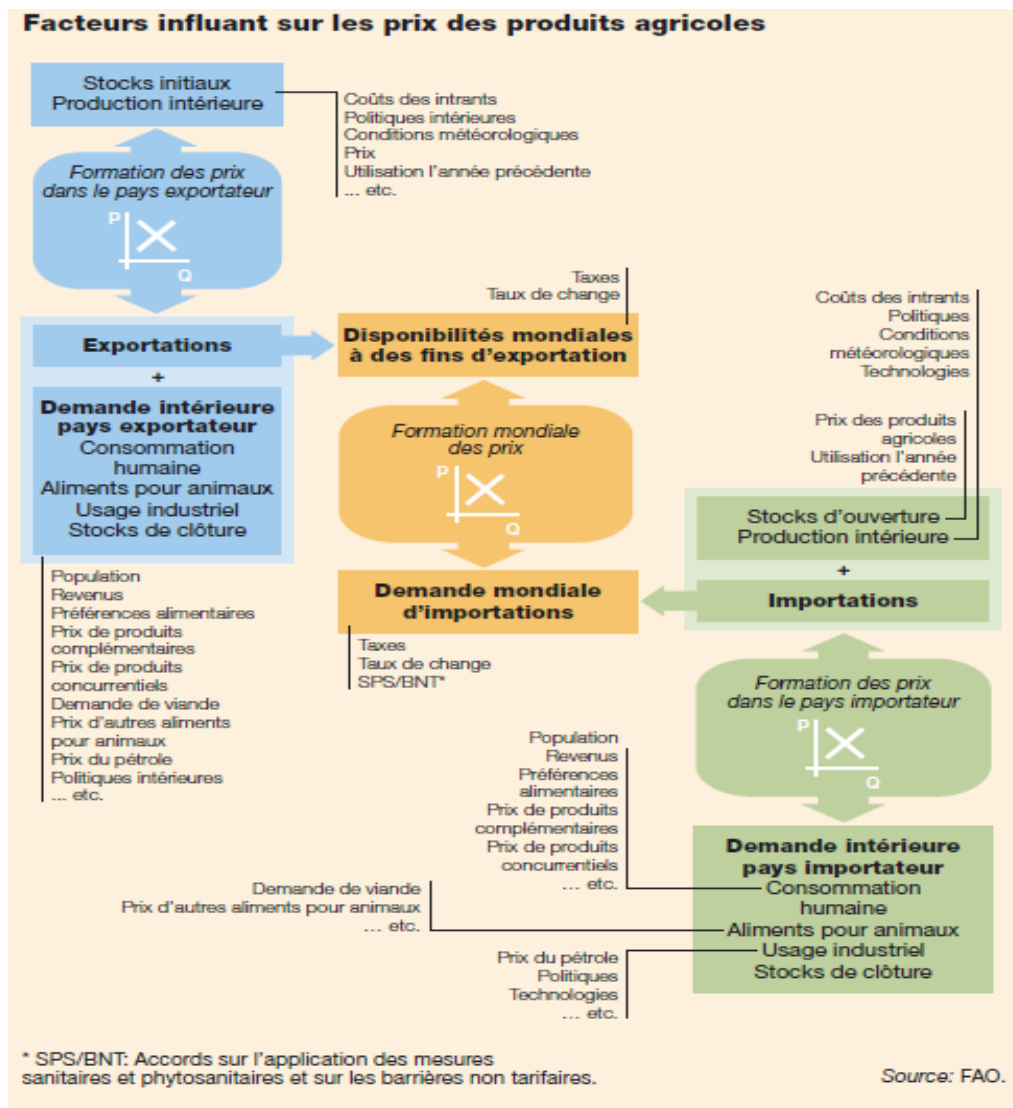 Facteurs influant sur les prix des produits agricoles
Stocks initiaux
Production intérieure
Coûts des intrants
Politiques intérieures
Conditions météorologiques
Prix
Utilisation l'année précédente
... etc.
Formation des prix
dans le pays exportateur
P
Q
Taxes
Taux de change
Exportations
+
Demande intérieure
pays exportateur
Consommation
humaine
Aliments pour animaux
Usage industriel
Stocks de clôture
Population
Revenus
Préférences alimentaires
Prix de produits
complémentaires
Prix de produits
concurrentiels
Demande de viande
Prix d'autres aliments
pour animaux
Prix du pétrole
Politiques intérieures
... etc.
Disponibilités mondiales
à des fins d'exportation
Formation mondiale
des prix
P
Q
Demande mondiale
d'importations
Taxes
Taux de change
SPS/BNT*
Coûts des intrants
Politiques
Conditions
météorologiques
Technologies
Prix des produits
agricoles
Utilisation l'année
précédente
Stocks d'ouverture
Production intérieure
+
Importations
Formation des prix
dans le pays importateur
P
Q
Population
Revenus
Préférences
alimentaires
Prix de produits
complémentaires
Prix de produits
concurrentiels
... etc.
Demande de viande
Prix d'autres aliments pour animaux
... etc.
Prix du pétrole
Politiques
Technologies
... etc.
Demande intérieure
pays importateur
Consommation
humaine
Aliments pour animaux
Usage industriel
Stocks de clôture
* SPS/BNT: Accords sur l'application des mesures
sanitaires et phytosanitaires et sur les barrières non tarifaires.
Source: FAO.